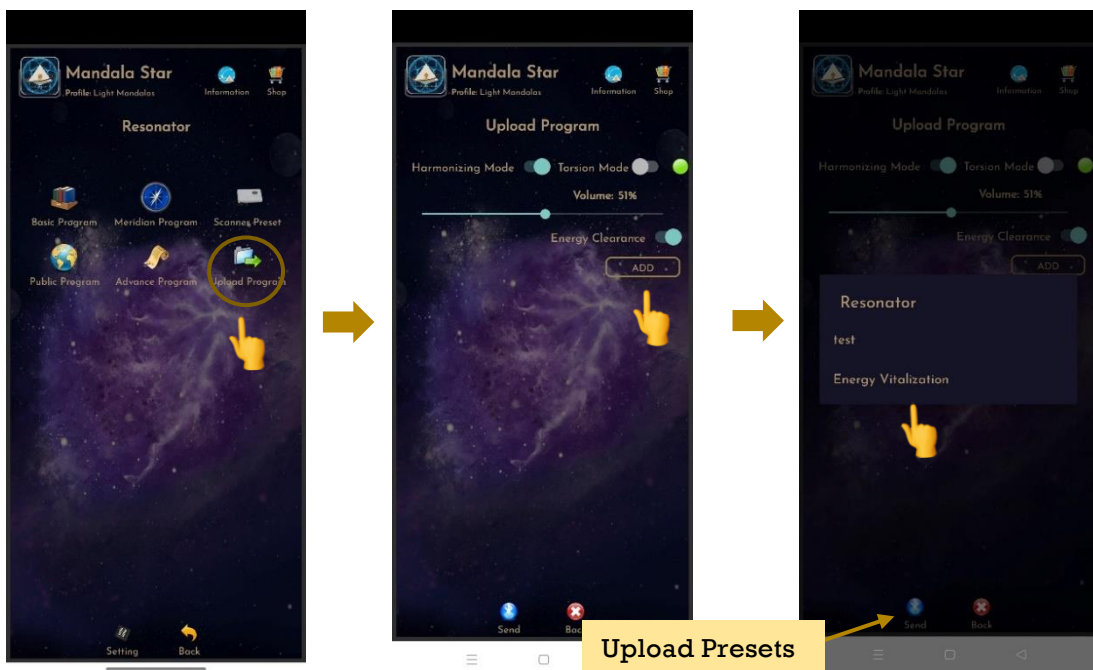 Mandala Star
Profile: Light Mandalas
Information
Shop
Resonator
Basic Program
Meridian Program
Scanner Preset
Public Program
Advance Program
Upload Program
Setting
Back
Mandala Star
Profile: Light Mandalas
Information
Shop
Upload Program
Harmonizing Mode
Torsion Mode
Volume: 51%
Energy Clearance
ADD
Send
Back
Mandala Star
Profile: Light Mandalas
Information
Shop
Upload Program
Harmonizing Mode
Torsion Mode
Volume: 51%
Energy Clearance
ADD
Resonator
test
Energy Vitalization
Send
Back
Upload Presets